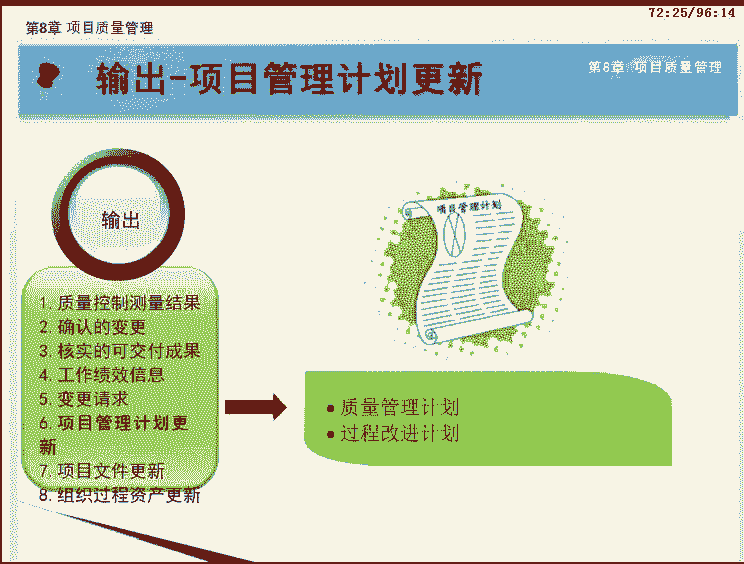 72:25/96:14
第8章 项目质量管理
输出-项目管理计划更新
第8章 项目质量管理
输出
1.质量控制测量结果
2.确认的变更
3.核实的可交付成果
4.工作绩效信息
5.变更请求
6.项目管理计划更
新
7.项目文件更新
8.组织过程资产更新
项目管理计划
•质量管理计划
•过程改进计划